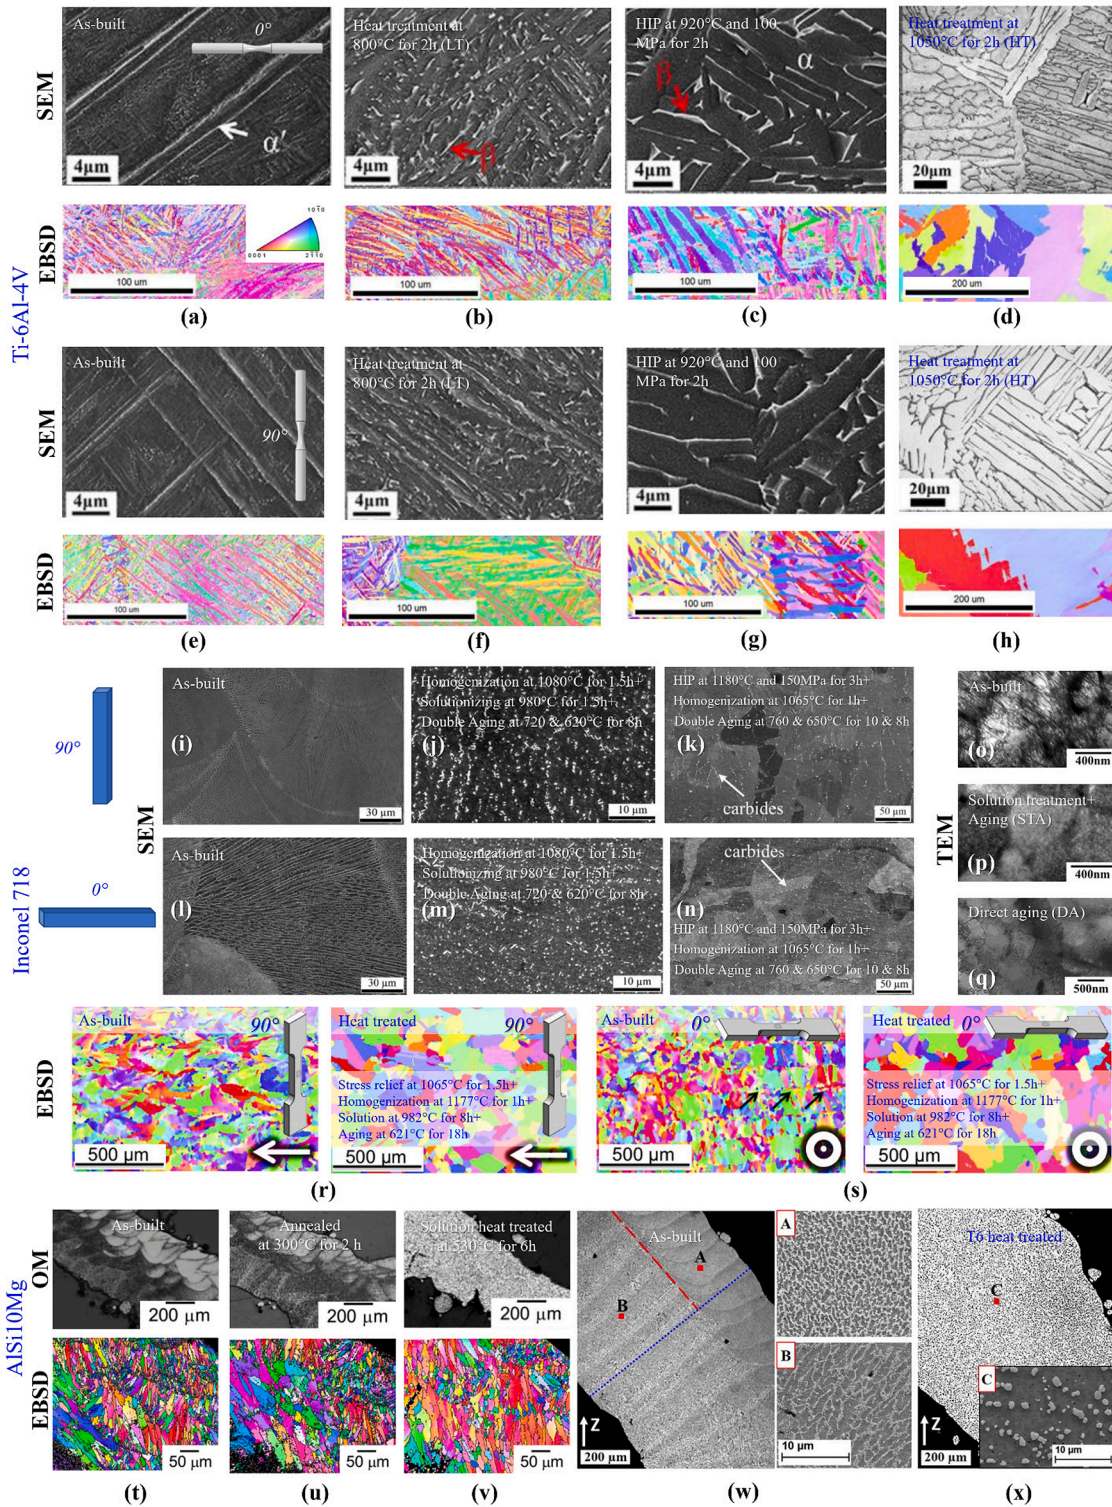 Ti-6Al-4V
SEM
As-built
0°
α′
4μm
Heat treatment at
800°C for 2h (LT)
β
4μm
HIP at 920°C and 100
MPa for 2h
α
β
4μm
Heat treatment at
1050°C for 2h (HT)
20μm
EBSD
101̄0
0001
2110
100 um
100 um
100 um
200 um
(a)
(b)
(c)
(d)
SEM
As-built
90°
4μm
Heat treatment at
800°C for 2h (LT)
4μm
HIP at 920°C and 100
MPa for 2h
4μm
Heat treatment at
1050°C for 2h (HT)
20μm
EBSD
100 um
100 um
100 um
200 um
(e)
(f)
(g)
(h)
Inconel 718
90°
0°
SEM
As-built
(i)
30 μm
Homogenization at 1080°C for 1.5h+
Solutionizing at 980°C for 1.5h+
Double Aging at 720 & 620°C for 8h
(j)
10 μm
HIP at 1180°C and 150MPa for 3h+
Homogenization at 1065°C for 1h+
Double Aging at 760 & 650°C for 10 & 8h
(k)
carbides
50 μm
As-built
(l)
30 μm
Homogenization at 1080°C for 1.5h+
Solutionizing at 980°C for 1.5h+
Double Aging at 720 & 620°C for 8h
(m)
10 μm
carbides
(n)
HIP at 1180°C and 150MPa for 3h+
Homogenization at 1065°C for 1h+
Double Aging at 760 & 650°C for 10 & 8h
50 μm
TEM
As-built
(o)
400nm
Solution treatment+
Aging (STA)
(p)
400nm
Direct aging (DA)
(q)
500nm
EBSD
As-built
90°
500 μm
Heat treated
90°
Stress relief at 1065°C for 1.5h+
Homogenization at 1177°C for 1h+
Solution at 982°C for 8h+
Aging at 621°C for 18h
500 μm
(r)
As-built
0°
500 μm
Heat treated
0°
Stress relief at 1065°C for 1.5h+
Homogenization at 1177°C for 1h+
Solution at 982°C for 8h+
Aging at 621°C for 18h
500 μm
(s)
AlSi10Mg
OM
As-built
200 μm
Annealed
at 300°C for 2 h
200 μm
Solution heat treated
at 530°C for 6h
200 μm
EBSD
50 μm
50 μm
50 μm
(t)
(u)
(v)
As-built
A
B
Z
200 μm
A
B
10 μm
(w)
T6 heat treated
C
Z
200 μm
C
10 μm
(x)